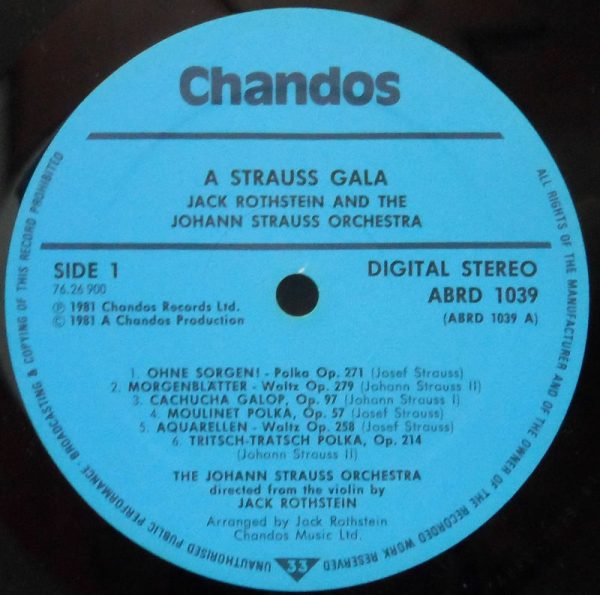 Chandos
A STRAUSS GALA
JACK ROTHSTEIN AND THE
JOHANN STRAUSS ORCHESTRA
SIDE 1
76.26 900
℗ 1981 Chandos Records Ltd.
© 1981 A Chandos Production
DIGITAL STEREO
ABRD 1039
(ABRD 1039 A)
1. OHNE SORGEN! - Polka Op. 271 (Josef Strauss)
2. MORGENBLÄTTER - Waltz Op. 279 (Johann Strauss II)
3. CACHUCHA GALOP, Op. 97 (Johann Strauss I)
4. MOULINET POLKA, Op. 57 (Josef Strauss)
5. AQUARELLEN - Waltz Op. 258 (Josef Strauss)
6. TRITSCH-TRATSCH POLKA, Op. 214
(Johann Strauss II)
THE JOHANN STRAUSS ORCHESTRA
directed from the violin by
JACK ROTHSTEIN
Arranged by Jack Rothstein
Chandos Music Ltd.
33
ALL RIGHTS OF THE MANUFACTURER AND OF THE OWNER OF THE RECORDED WORK RESERVED
UNAUTHORISED PUBLIC PERFORMANCE - BROADCASTING & COPYING OF THIS RECORD PROHIBITED